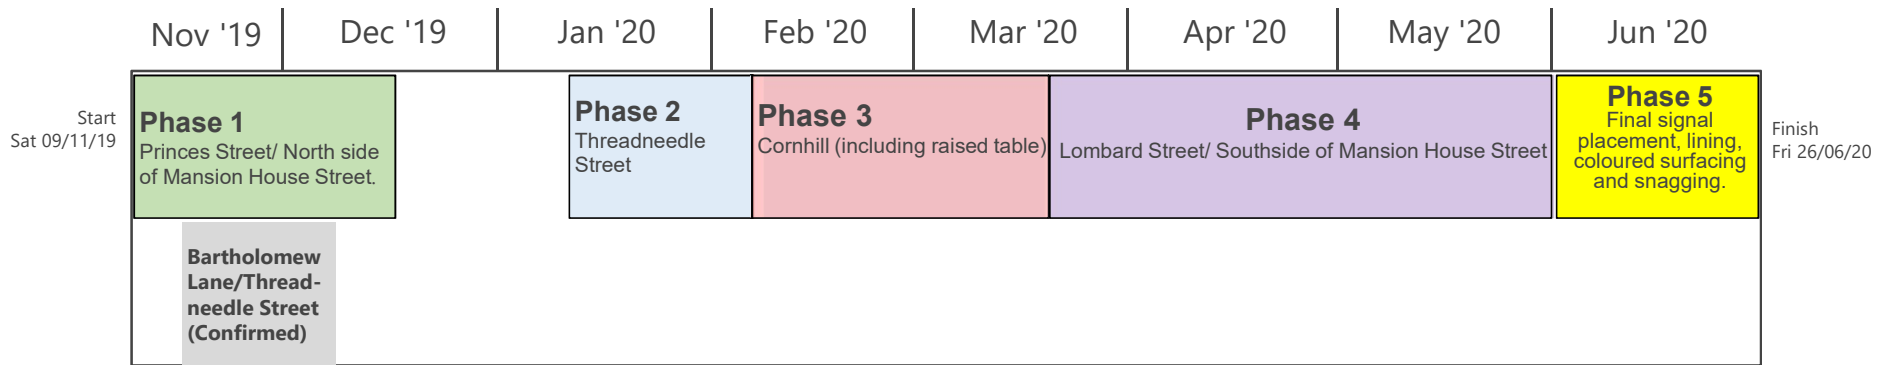 Nov '19
Dec '19
Jan '20
Feb '20
Mar '20
Apr '20
May '20
Jun '20
Start
Sat 09/11/19
Phase 1
Princes Street/ North side
of Mansion House Street.
Phase 2
Threadneedle
Street
Phase 3
Cornhill (including raised table)
Phase 4
Lombard Street/ Southside of Mansion House Street
Phase 5
Final signal
placement, lining,
coloured surfacing
and snagging.
Finish
Fri 26/06/20
Bartholomew
Lane/Thread-
needle Street
(Confirmed)